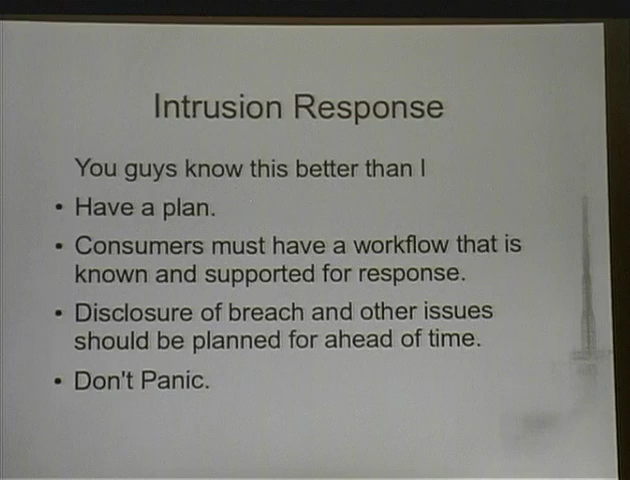 Intrusion Response
You guys know this better than I
• Have a plan.
• Consumers must have a workflow that is
known and supported for response.
• Disclosure of breach and other issues
should be planned for ahead of time.
• Don't Panic.